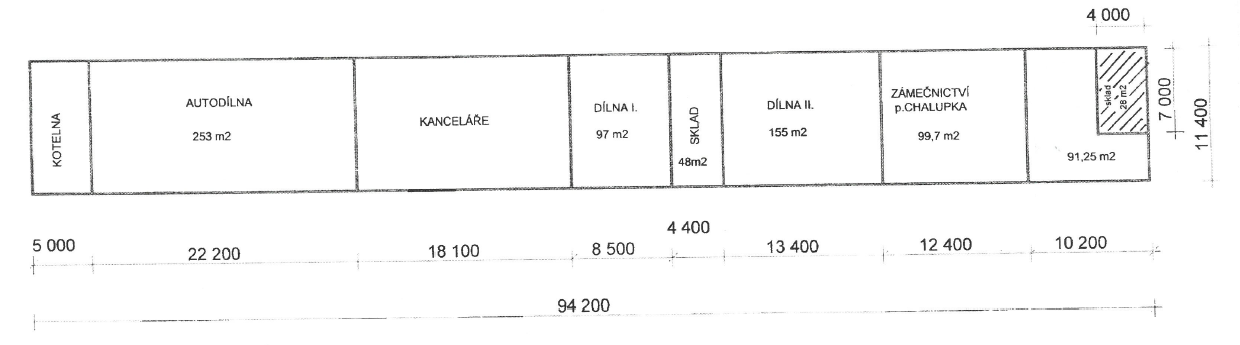 4 000
KOTELNA
AUTODÍLNA
253 m2
KANCELÁŘE
DÍLNA I.
97 m2
SKLAD
48m2
DÍLNA II.
155 m2
ZÁMEČNICTVÍ
p.CHALUPKA
99,7 m2
sklad
28 m2
91,25 m2
7 000
11 400
5 000
22 200
18 100
8 500
4 400
13 400
12 400
10 200
94 200